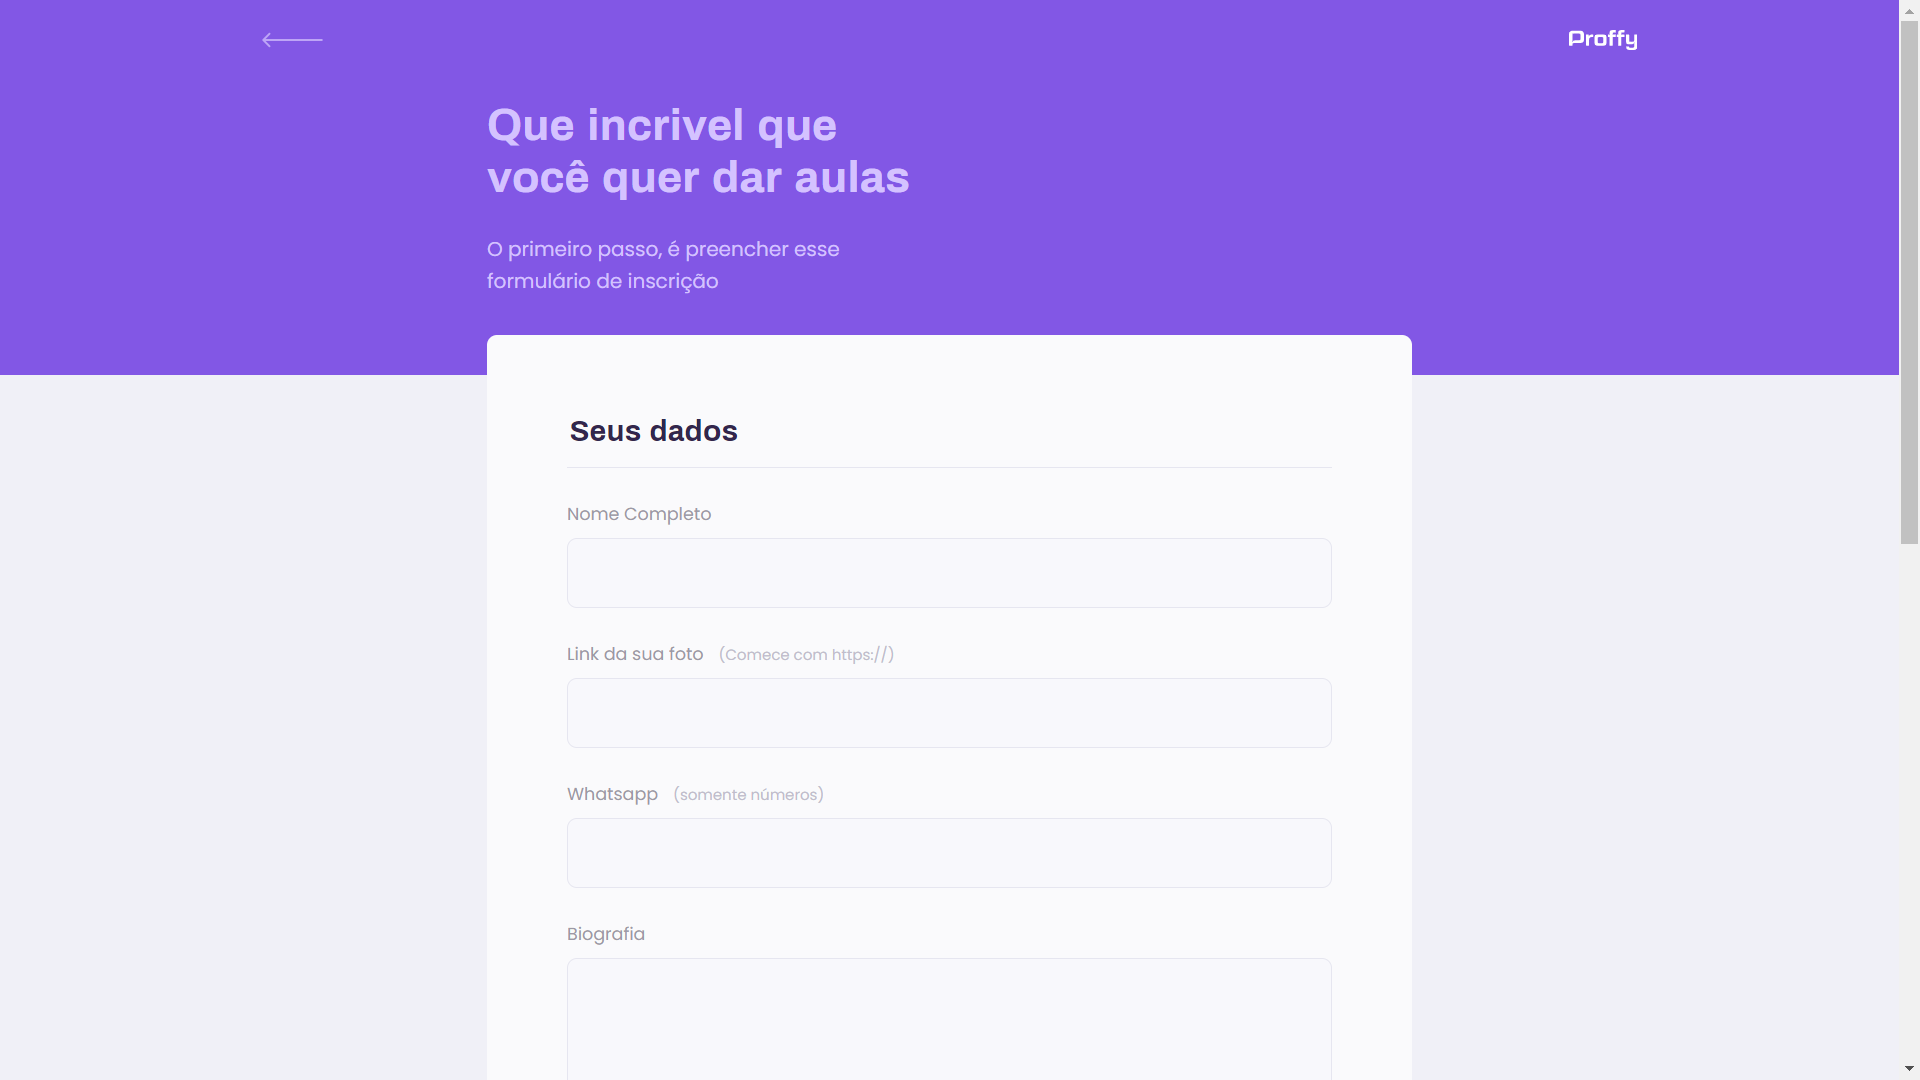 Proffy
Que incrivel que
você quer dar aulas
O primeiro passo, é preencher esse
formulário de inscrição
Seus dados
Nome Completo
Link da sua foto (Comece com https://)
Whatsapp (somente números)
Biografia